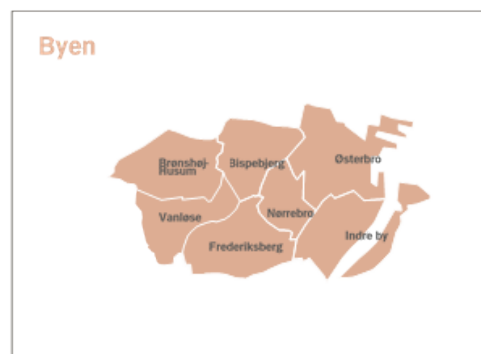 Byen
Brønshøj-
Husum
Bispebjerg
Østerbro
Vanløse
Nørrebro
Indre by
Frederiksberg